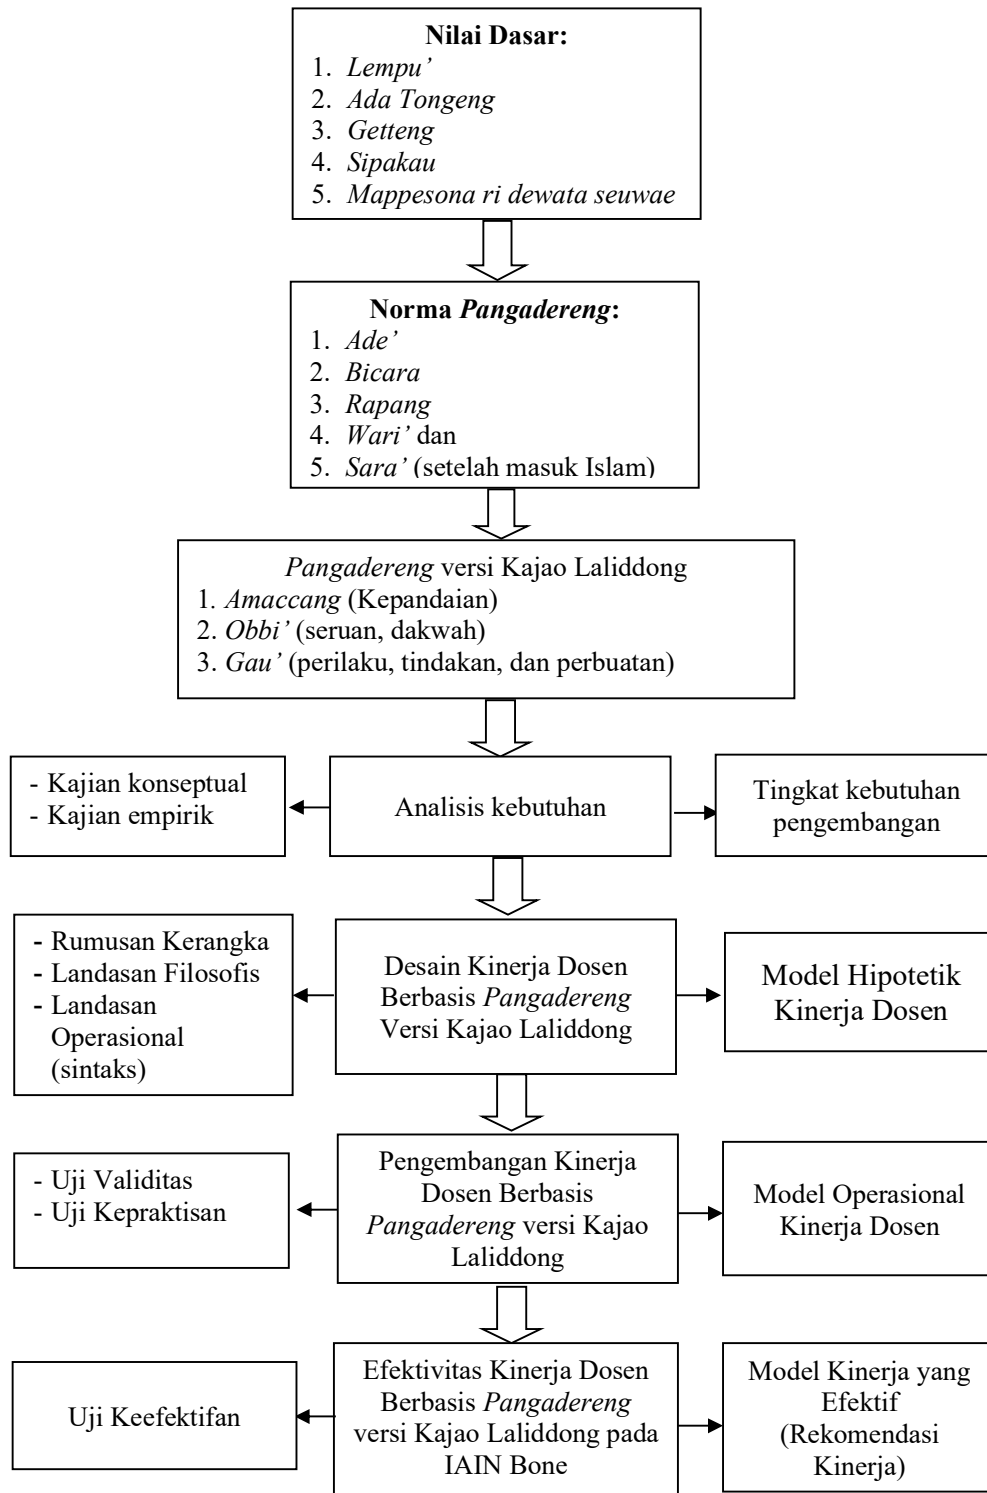 Nilai Dasar:
1. Lempu’
2. Ada Tongeng
3. Getteng
4. Sipakau
5. Mappesona ri dewata seuwae
Norma Pangadereng:
1. Ade’
2. Bicara
3. Rapang
4. Wari’ dan
5. Sara’ (setelah masuk Islam)
Pangadereng versi Kajao Laliddong
1. Amaccang (Kepandaian)
2. Obbi’ (seruan, dakwah)
3. Gau’ (perilaku, tindakan, dan perbuatan)
- Kajian konseptual
- Kajian empirik
Analisis kebutuhan
Tingkat kebutuhan
pengembangan
- Rumusan Kerangka
- Landasan Filosofis
- Landasan
Operasional
(sintaks)
Desain Kinerja Dosen
Berbasis Pangadereng
Versi Kajao Laliddong
Model Hipotetik
Kinerja Dosen
- Uji Validitas
- Uji Kepraktisan
Pengembangan Kinerja
Dosen Berbasis
Pangadereng versi Kajao
Laliddong
Model Operasional
Kinerja Dosen
Uji Keefektifan
Efektivitas Kinerja Dosen
Berbasis Pangadereng
versi Kajao Laliddong pada
IAIN Bone
Model Kinerja yang
Efektif
(Rekomendasi
Kinerja)